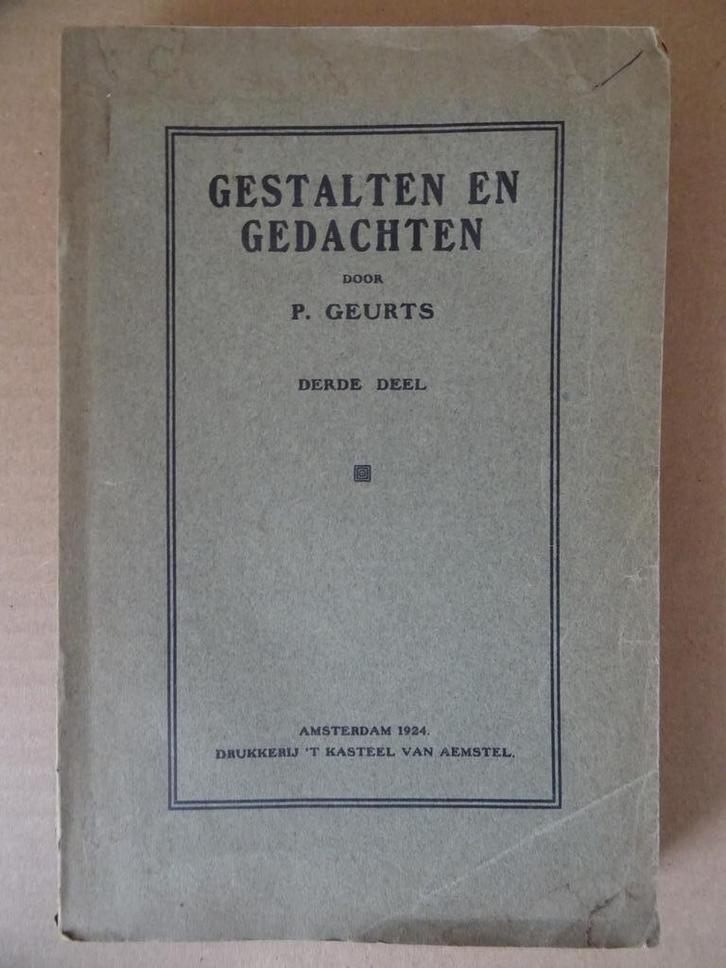 GESTALTEN EN
GEDACHTEN
DOOR
P. GEURTS
DERDE DEEL
AMSTERDAM 1924.
DRUKKERIJ 'T KASTEEL VAN AEMSTEL.